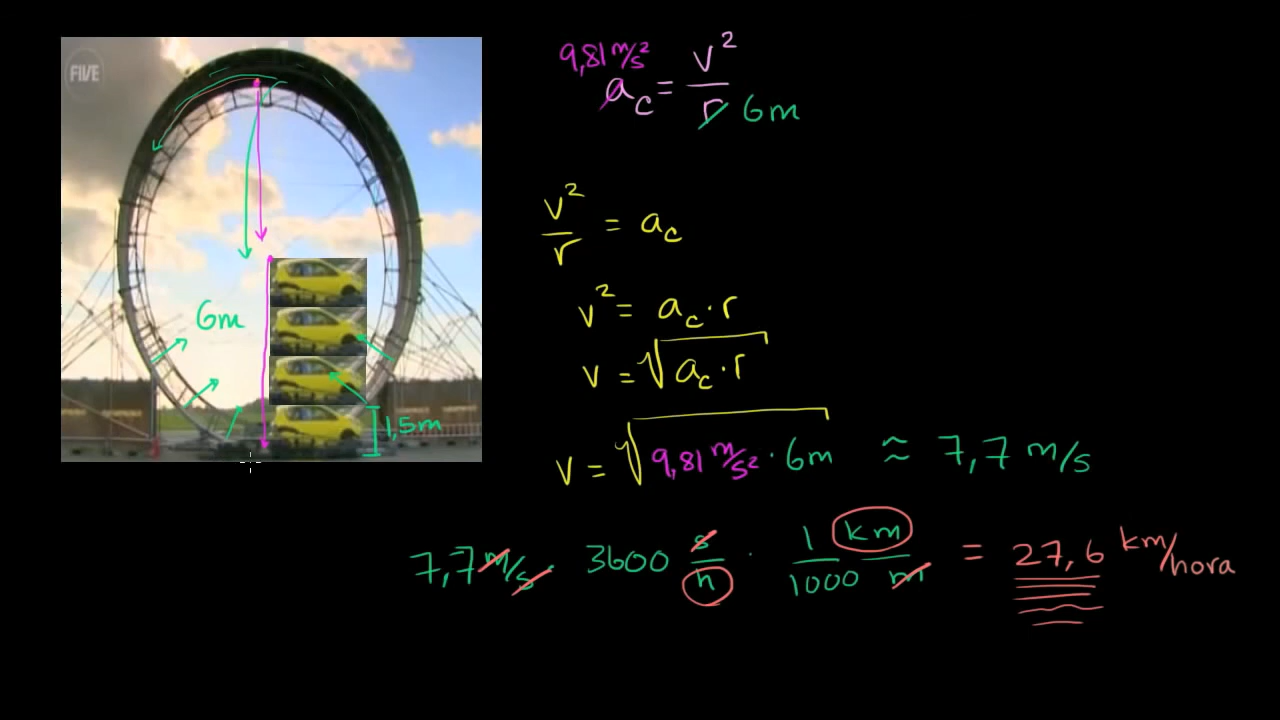 FIVE
6m
1,5m
9,81 m/s²
a_c = v²/r 6m
v²/r = a_c
v² = a_c · r
v = √(a_c · r)
v = √(9,81 m/s² · 6m) ≈ 7,7 m/s
7,7 m/s · 3600 s/h · 1 km/1000 m = 27,6 km/hora